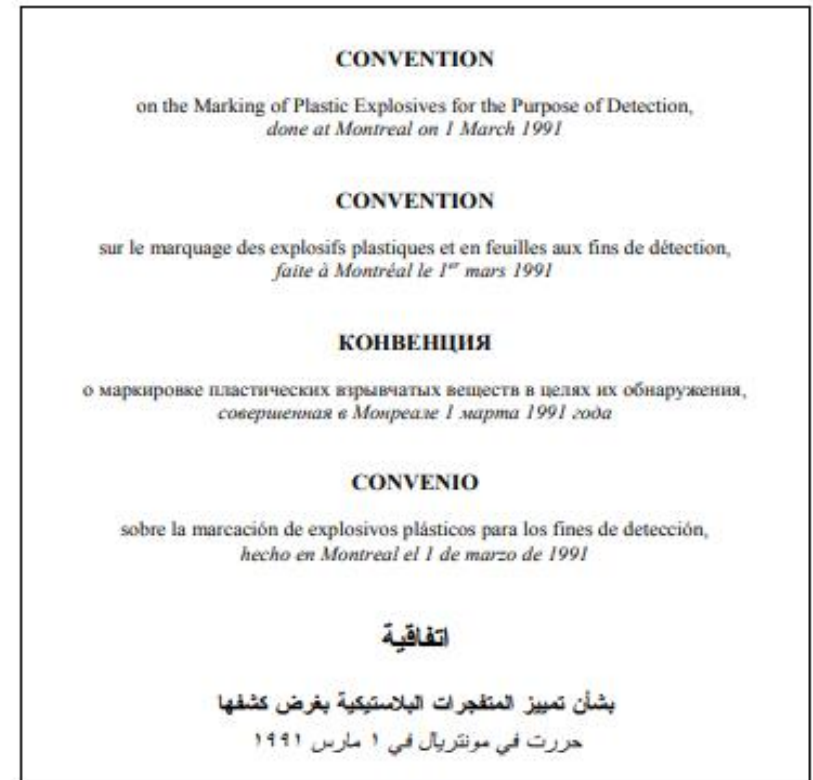 CONVENTION
on the Marking of Plastic Explosives for the Purpose of Detection,
done at Montreal on 1 March 1991
CONVENTION
sur le marquage des explosifs plastiques et en feuilles aux fins de détection,
faite à Montréal le 1er mars 1991
КОНВЕНЦИЯ
о маркировке пластических взрывчатых веществ в целях их обнаружения,
совершенная в Монреале 1 марта 1991 года
CONVENIO
sobre la marcación de explosivos plásticos para los fines de detección,
hecho en Montreal el 1 de marzo de 1991
اتفاقية
بشأن تمييز المتفجرات البلاستيكية بغرض كشفها
حررت في مونتريال في ١ مارس ١٩٩١